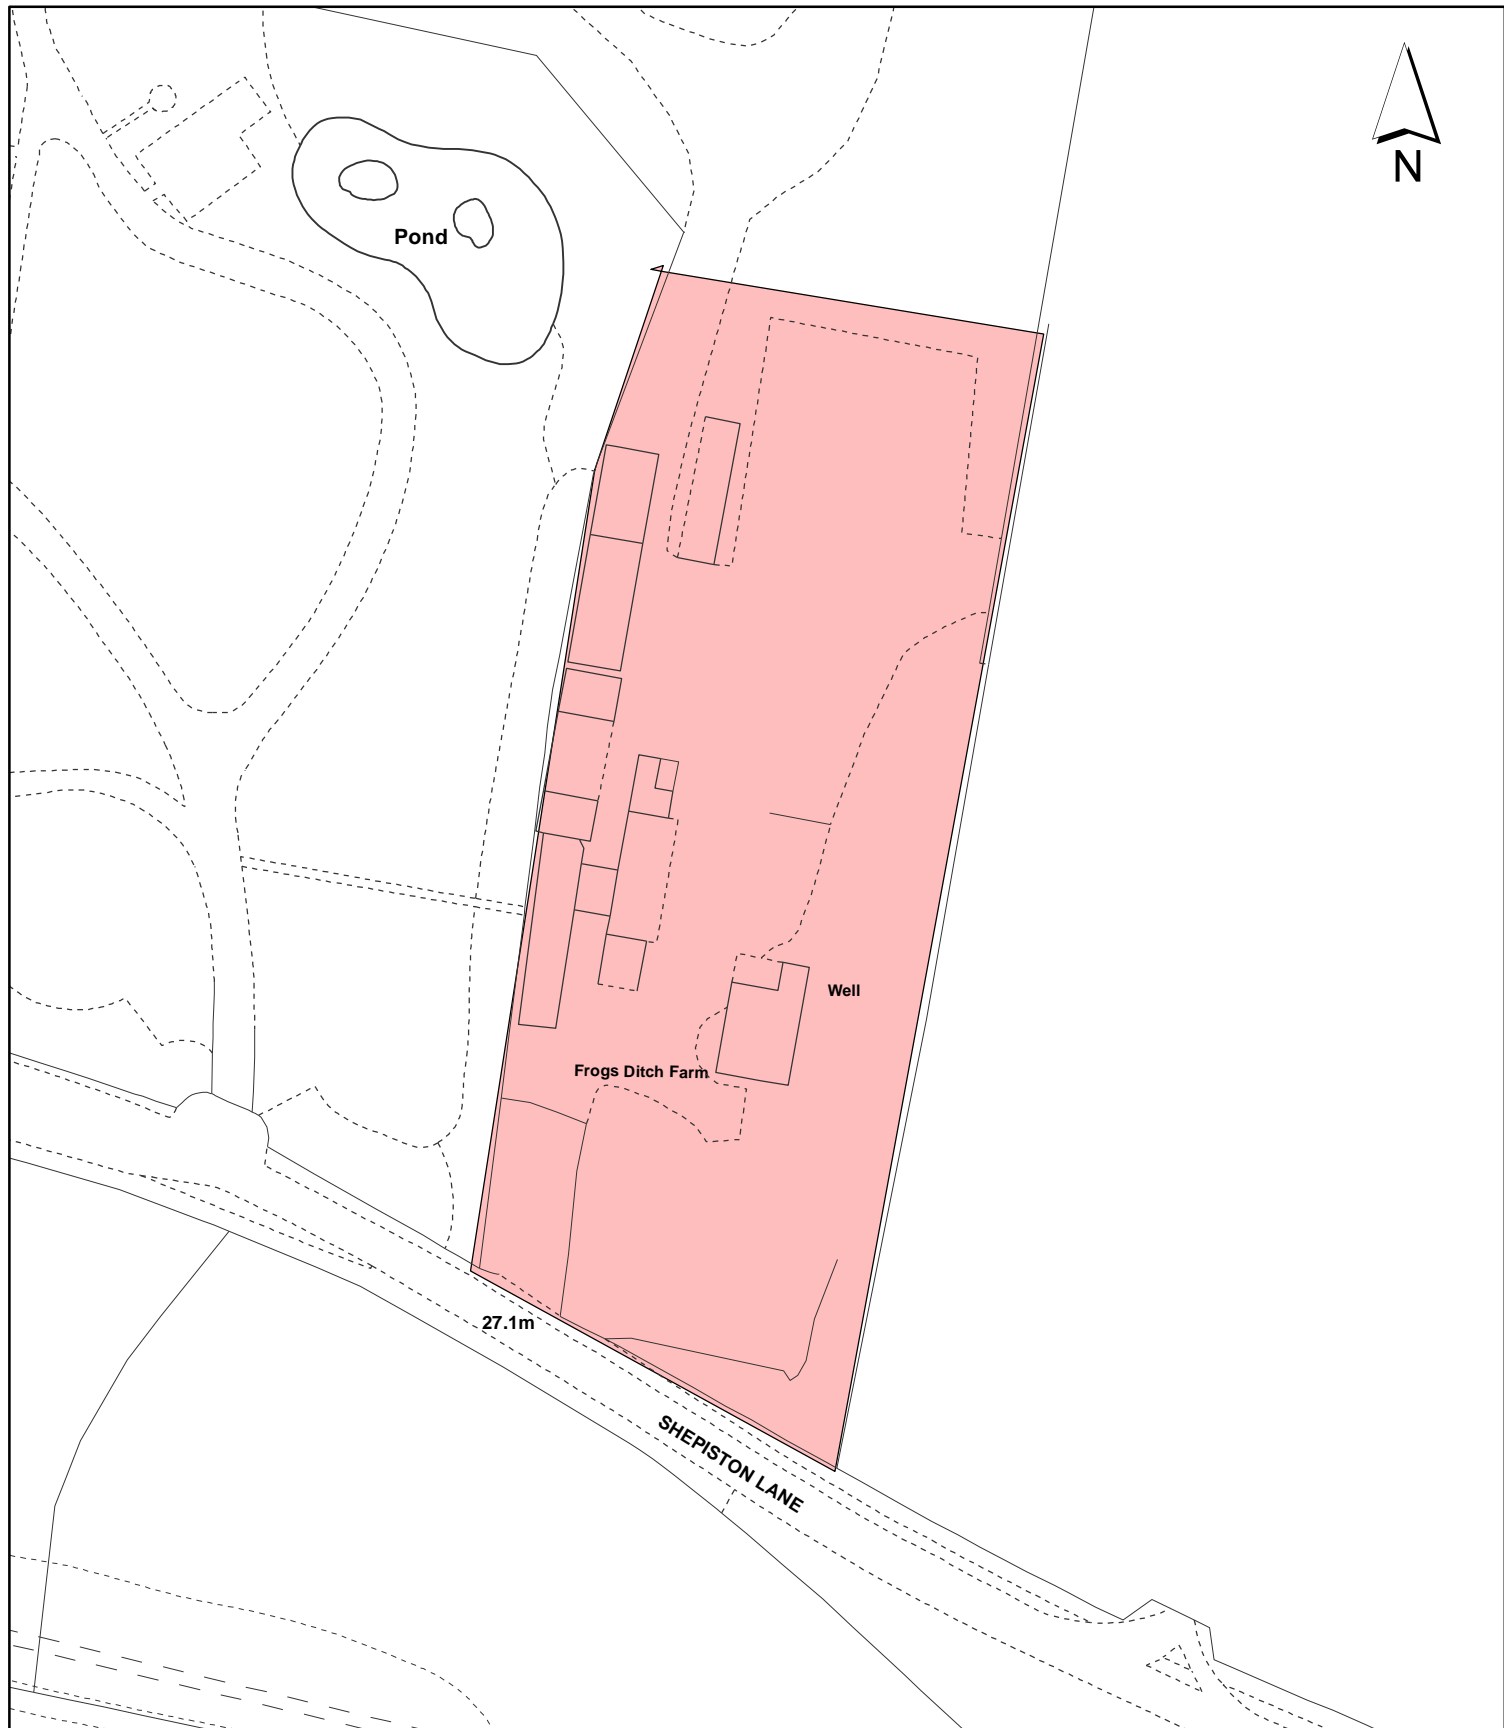 N
Pond
Well
Frogs Ditch Farm
27.1m
SHEPISTON LANE